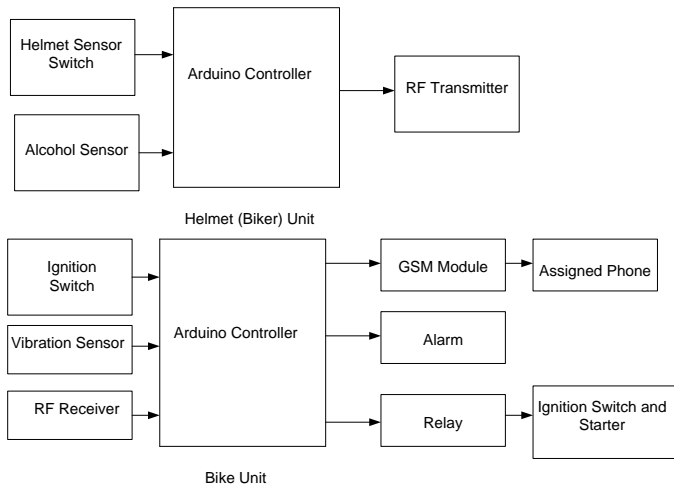 Helmet Sensor
Switch
Arduino Controller
RF Transmitter
Alcohol Sensor
Helmet (Biker) Unit
Ignition
Switch
GSM Module
Assigned Phone
Vibration Sensor
Arduino Controller
Alarm
RF Receiver
Relay
Ignition Switch and
Starter
Bike Unit